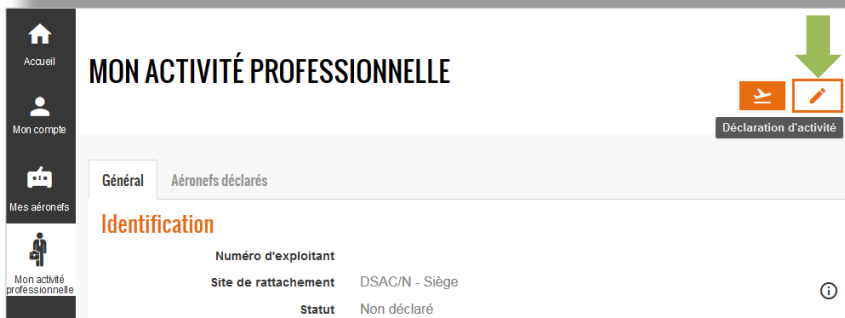 Accueil
Mon compte
Mes aéronefs
Mon activité
professionnelle
MON ACTIVITÉ PROFESSIONNELLE
Déclaration d'activité
Général Aéronefs déclarés
Identification
Numéro d'exploitant
Site de rattachement DSAC/N - Siège
Statut Non déclaré